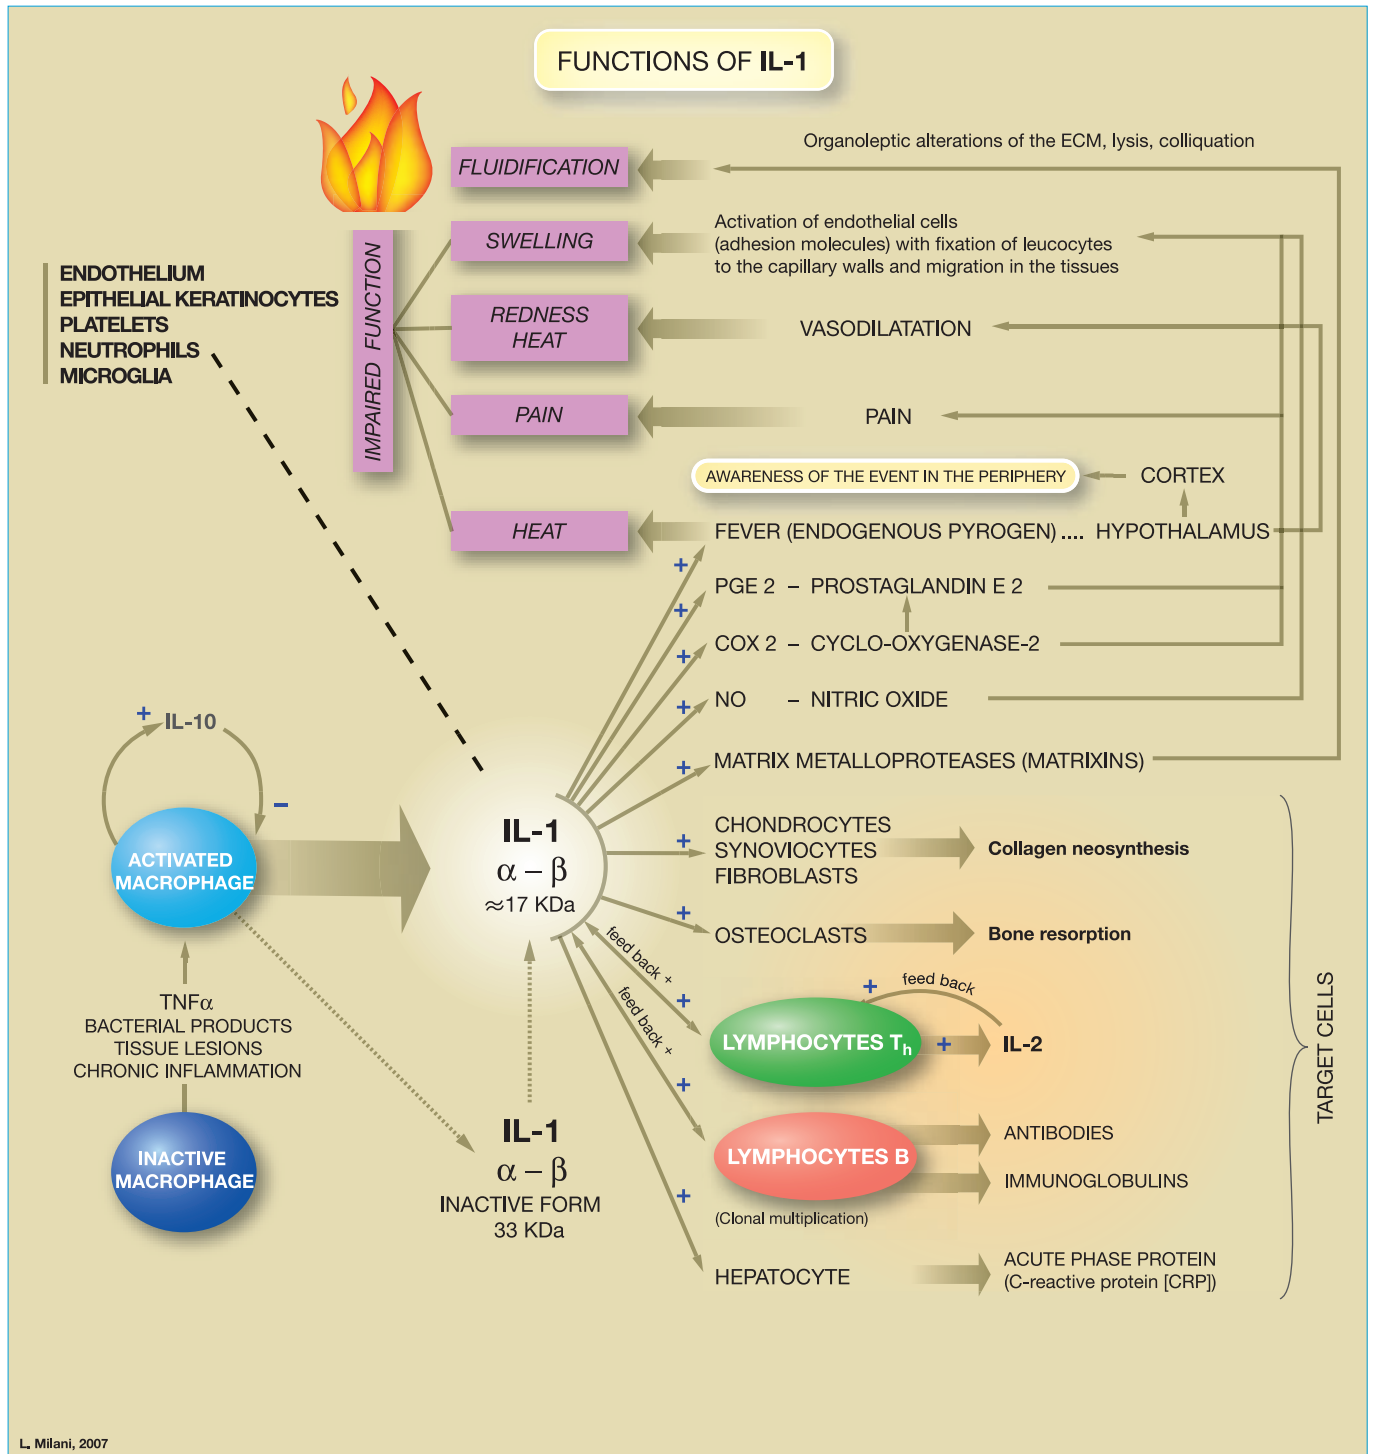 FUNCTIONS OF IL-1
Organoleptic alterations of the ECM, lysis, colliquation
FLUIDIFICATION
IMPAIRED FUNCTION
SWELLING
Activation of endothelial cells
(adhesion molecules) with fixation of leucocytes
to the capillary walls and migration in the tissues
ENDOTHELIUM
EPITHELIAL KERATINOCYTES
PLATELETS
NEUTROPHILS
MICROGLIA
REDNESS
HEAT
VASODILATATION
PAIN
PAIN
AWARENESS OF THE EVENT IN THE PERIPHERY
CORTEX
HEAT
FEVER (ENDOGENOUS PYROGEN) .... HYPOTHALAMUS
+
PGE 2 – PROSTAGLANDIN E 2
+
COX 2 – CYCLO-OXYGENASE-2
+
NO – NITRIC OXIDE
+
MATRIX METALLOPROTEASES (MATRIXINS)
+
+
IL-10
–
ACTIVATED
MACROPHAGE
IL-1
α – β
≈17 KDa
CHONDROCYTES
SYNOVIOCYTES
FIBROBLASTS
+
Collagen neosynthesis
+
OSTEOCLASTS
Bone resorption
feed back +
+
feed back +
+
LYMPHOCYTES Th
+
feed back
+
IL-2
TARGET CELLS
TNFα
BACTERIAL PRODUCTS
TISSUE LESIONS
CHRONIC INFLAMMATION
INACTIVE
MACROPHAGE
IL-1
α – β
INACTIVE FORM
33 KDa
LYMPHOCYTES B
ANTIBODIES
IMMUNOGLOBULINS
(Clonal multiplication)
+
HEPATOCYTE
ACUTE PHASE PROTEIN
(C-reactive protein [CRP])
L. Milani, 2007